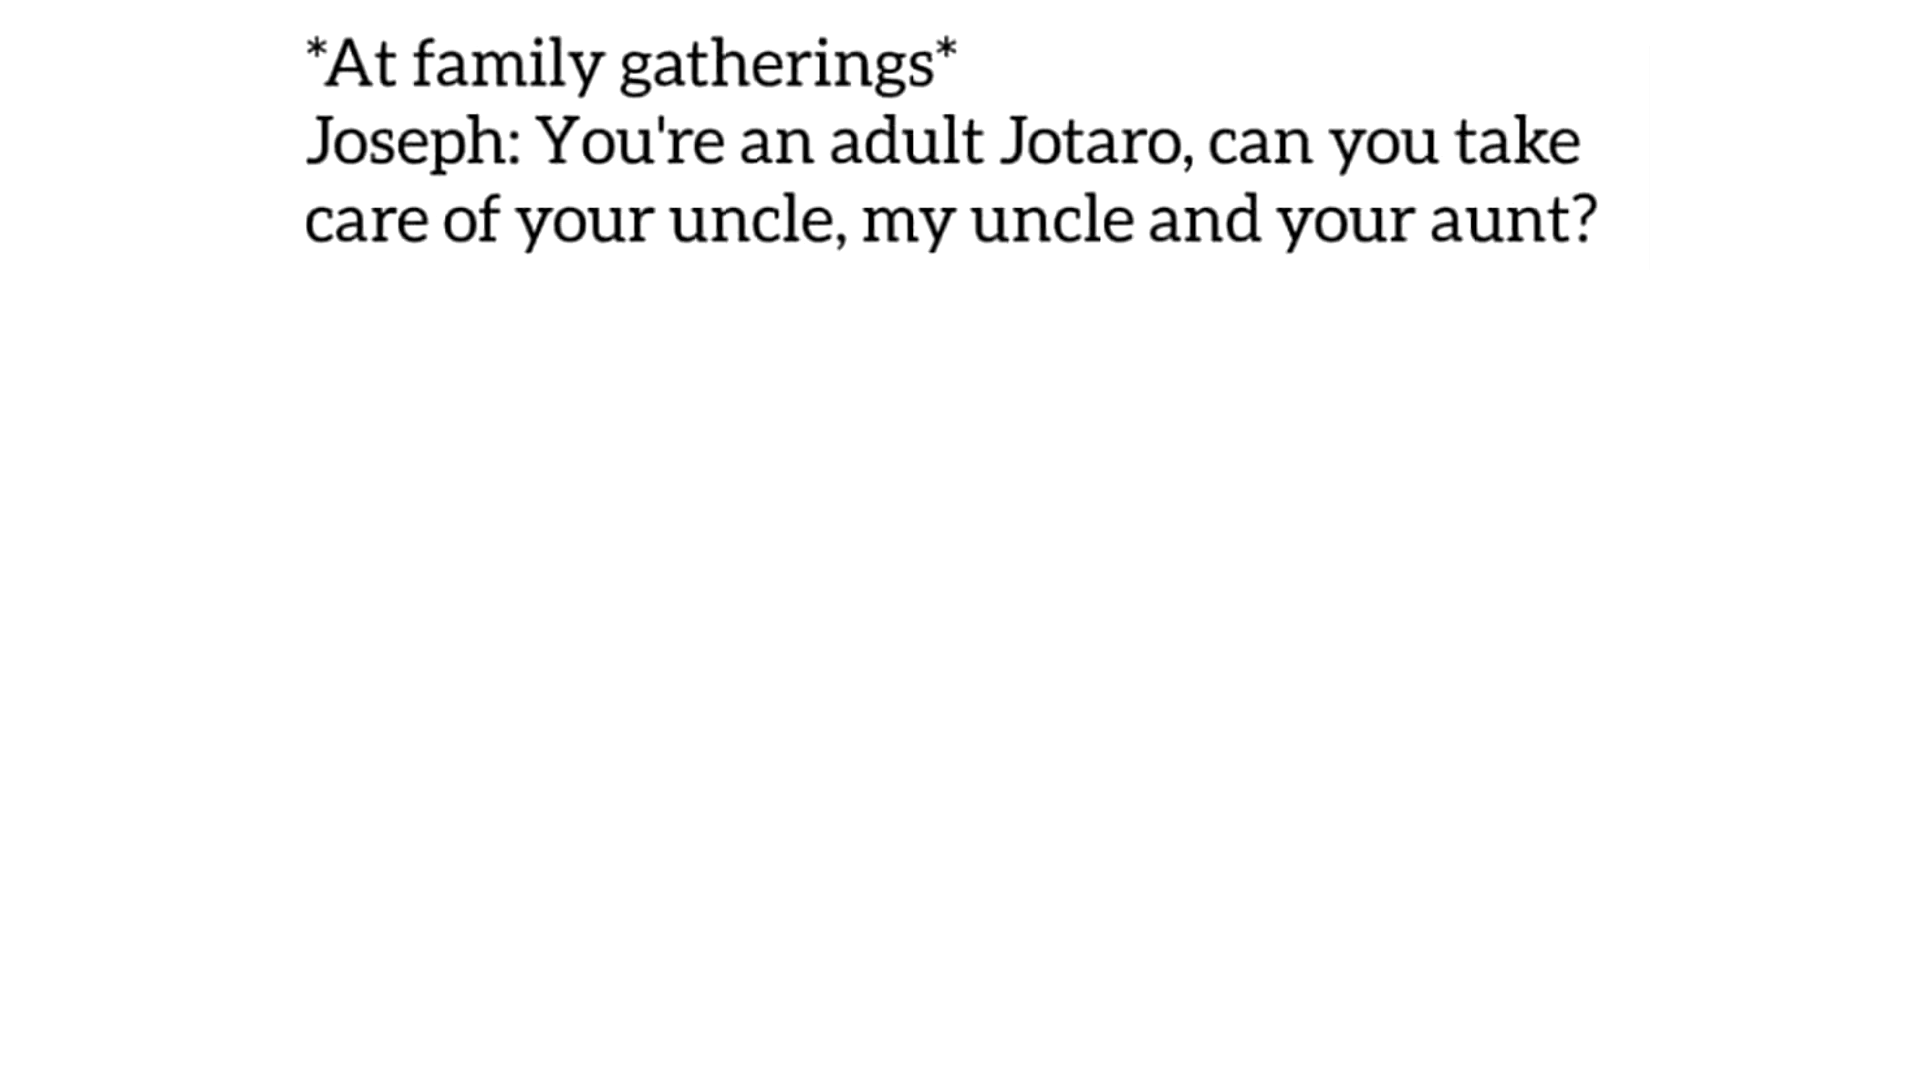 *At family gatherings*
Joseph: You're an adult Jotaro, can you take
care of your uncle, my uncle and your aunt?